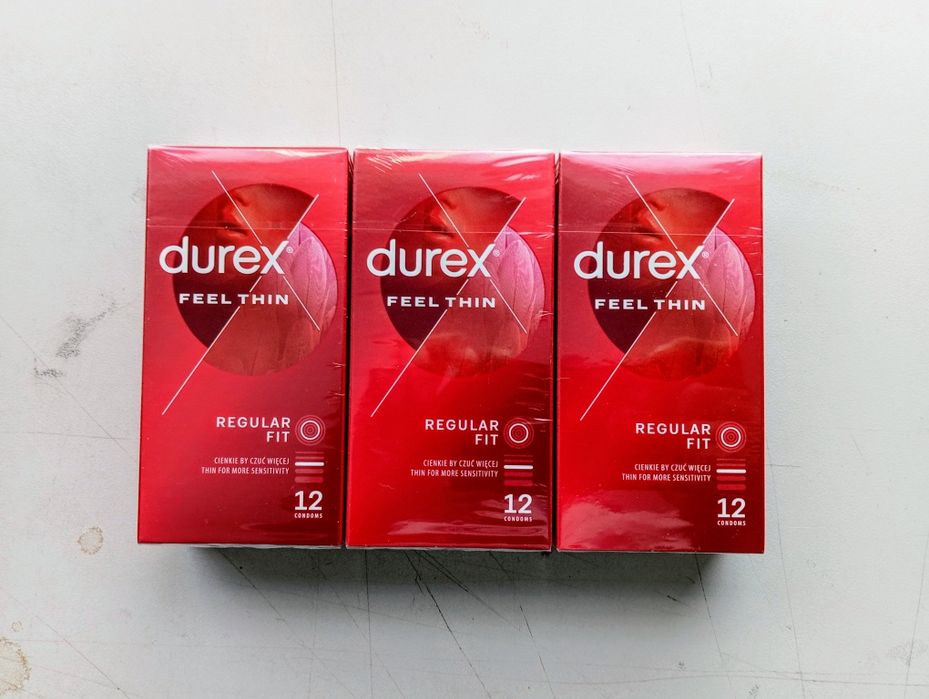 durex®
FEEL THIN
REGULAR
FIT
CIENKIE BY CZUĆ WIĘCEJ
THIN FOR MORE SENSITIVITY
12
CONDOMS
durex®
FEEL THIN
REGULAR
FIT
CIENKIE BY CZUĆ WIĘCEJ
THIN FOR MORE SENSITIVITY
12
CONDOMS
durex®
FEEL THIN
REGULAR
FIT
CIENKIE BY CZUĆ WIĘCEJ
THIN FOR MORE SENSITIVITY
12
CONDOMS